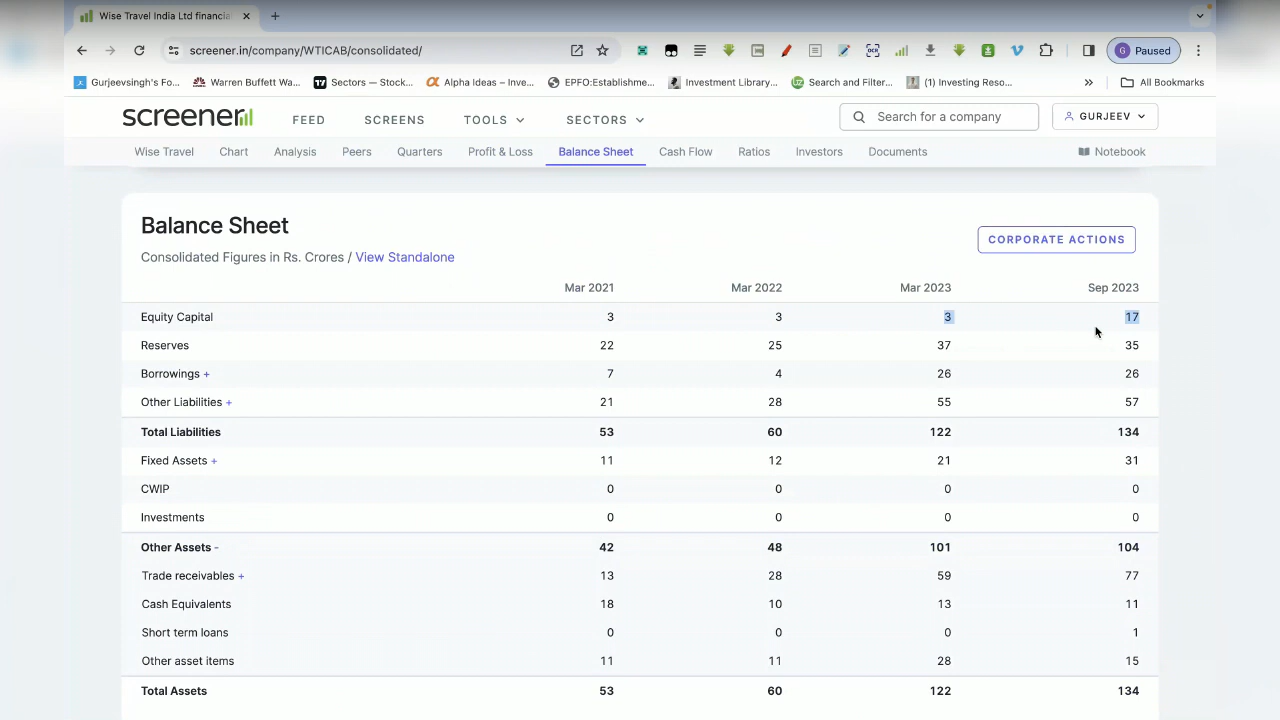 Wise Travel India Ltd financia
screener.in/company/WTICAB/consolidated/
G Paused
Gurjeevsingh's Fo... Warren Buffett Wa... Sectors — Stock... Alpha Ideas – Inve... EPFO:Establishme... Investment Library... Search and Filter... (1) Investing Reso... » All Bookmarks
screener FEED SCREENS TOOLS SECTORS Search for a company GURJEEV
Wise Travel Chart Analysis Peers Quarters Profit & Loss Balance Sheet Cash Flow Ratios Investors Documents Notebook
Balance Sheet
CORPORATE ACTIONS
Consolidated Figures in Rs. Crores / View Standalone
Mar 2021 Mar 2022 Mar 2023 Sep 2023
Equity Capital 3 3 3 17
Reserves 22 25 37 35
Borrowings + 7 4 26 26
Other Liabilities + 21 28 55 57
Total Liabilities 53 60 122 134
Fixed Assets + 11 12 21 31
CWIP 0 0 0 0
Investments 0 0 0 0
Other Assets - 42 48 101 104
Trade receivables + 13 28 59 77
Cash Equivalents 18 10 13 11
Short term loans 0 0 0 1
Other asset items 11 11 28 15
Total Assets 53 60 122 134